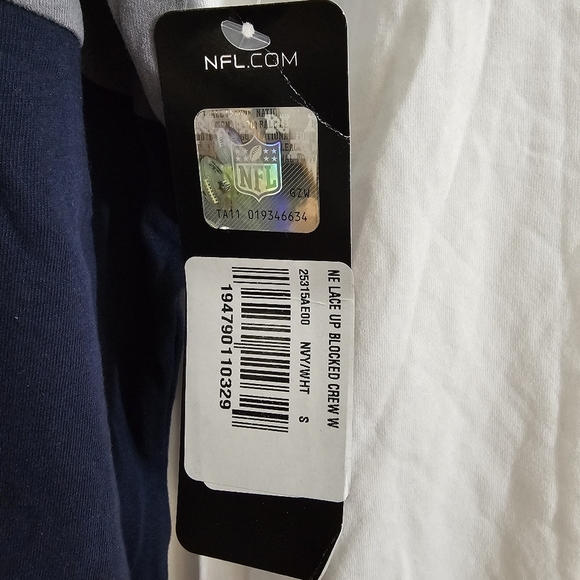 NFL.COM
NFL
GZW
TA11 019346634
NE LACE UP BLOCKED CREW W
25315AE00 NVY/WHT S
194790110329